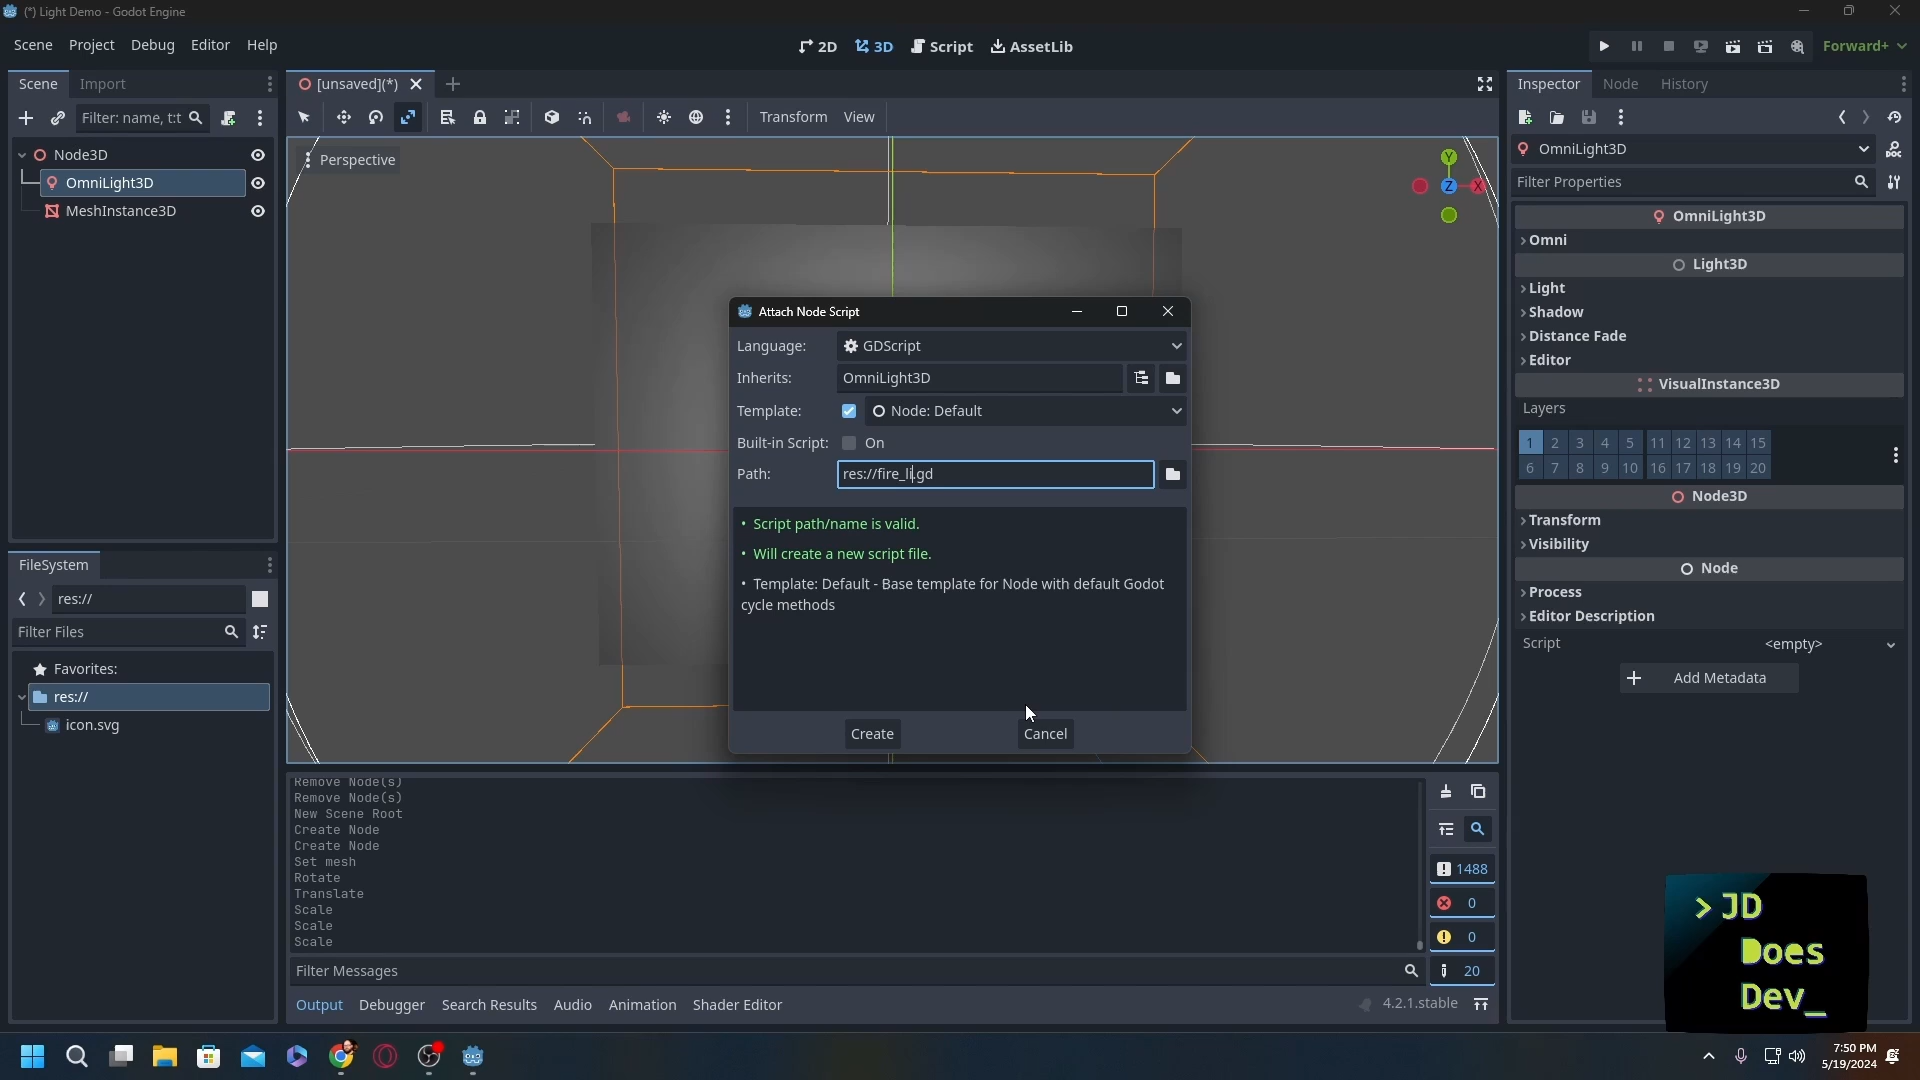 (*) Light Demo - Godot Engine
Scene Project Debug Editor Help
2D 3D Script AssetLib
Forward+
Scene Import
[unsaved](*)
Inspector Node History
Filter: name, t:t
Transform View
OmniLight3D
Filter Properties
Node3D
OmniLight3D
MeshInstance3D
Perspective
Y
Z
X
OmniLight3D
Omni
Light3D
Light
Shadow
Distance Fade
Editor
VisualInstance3D
Layers
1 2 3 4 5 11 12 13 14 15
6 7 8 9 10 16 17 18 19 20
Node3D
Transform
Visibility
Node
Process
Editor Description
Script <empty>
Add Metadata
Attach Node Script
Language: GDScript
Inherits: OmniLight3D
Template: Node: Default
Built-in Script: On
Path: res://fire_li.gd
• Script path/name is valid.
• Will create a new script file.
• Template: Default - Base template for Node with default Godot
cycle methods
Create Cancel
FileSystem
res://
Filter Files
Favorites:
res://
icon.svg
Remove Node(s)
Remove Node(s)
New Scene Root
Create Node
Create Node
Set mesh
Rotate
Translate
Scale
Scale
Scale
1488
0
0
20
Filter Messages
Output Debugger Search Results Audio Animation Shader Editor
4.2.1.stable
>JD
Does
Dev_
7:50 PM
5/19/2024